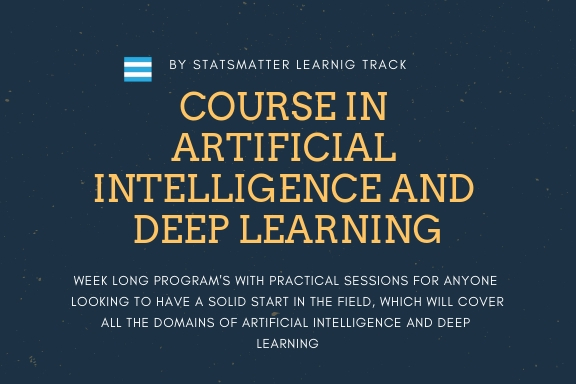 BY STATSMATTER LEARNIG TRACK
COURSE IN
ARTIFICIAL
INTELLIGENCE AND
DEEP LEARNING
WEEK LONG PROGRAM'S WITH PRACTICAL SESSIONS FOR ANYONE
LOOKING TO HAVE A SOLID START IN THE FIELD, WHICH WILL COVER
ALL THE DOMAINS OF ARTIFICIAL INTELLIGENCE AND DEEP
LEARNING